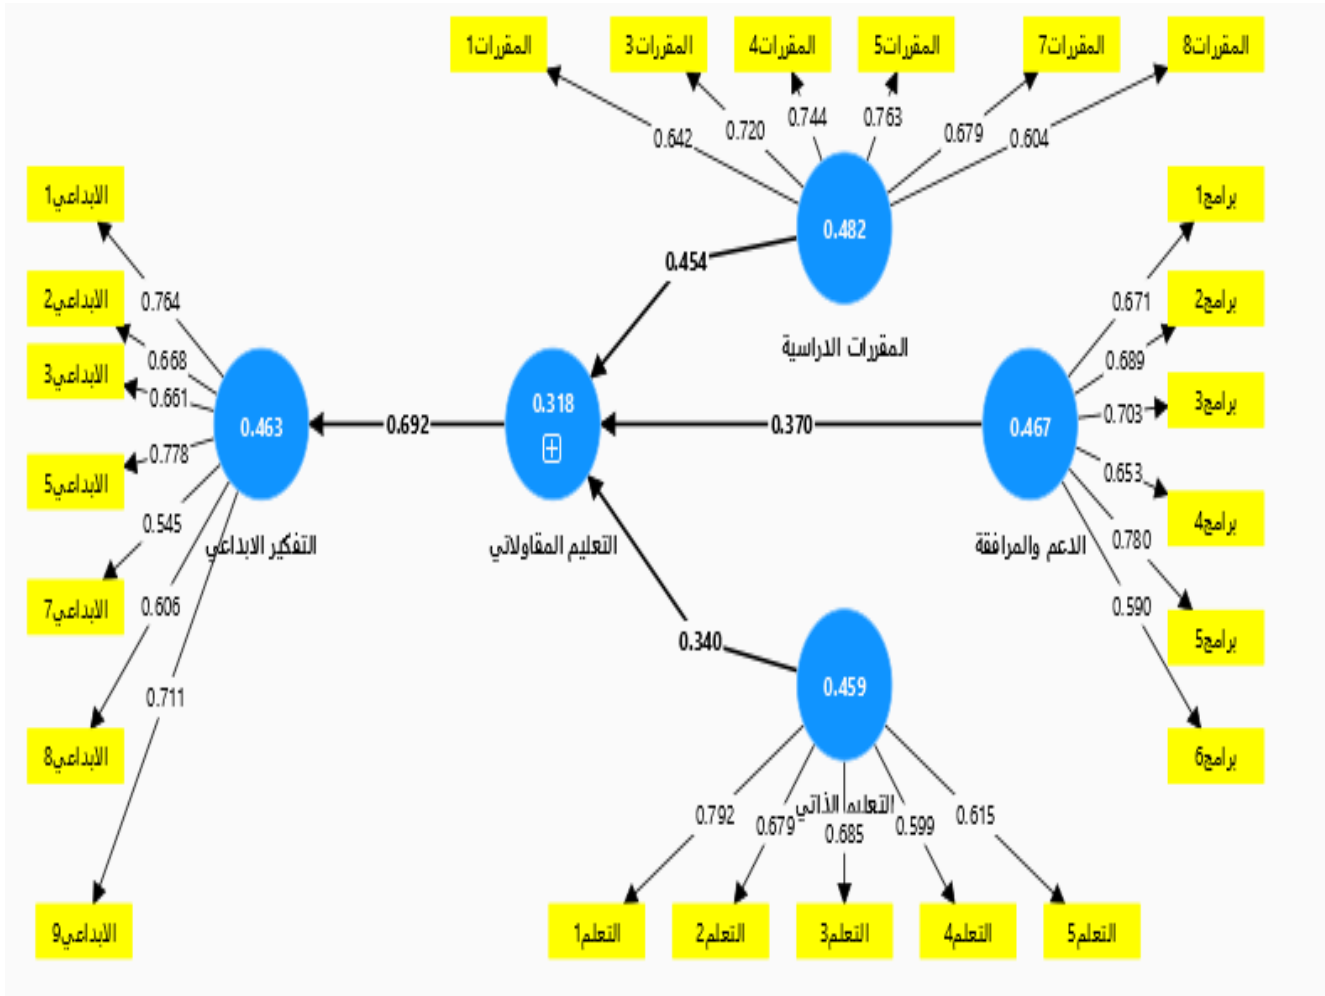 المقررات1
المقررات3
المقررات4
المقررات5
المقررات7
المقررات8
0.642
0.720
0.744
0.763
0.679
0.604
0.482
المقررات الدراسية
0.454
الابداعي1
الابداعي2
الابداعي3
الابداعي5
الابداعي7
الابداعي8
الابداعي9
0.764
0.668
0.661
0.778
0.545
0.606
0.711
0.463
التفكير الابداعي
0.692
0.318
التعليم المقاولاتي
0.370
0.467
الدعم والمرافقة
0.671
0.689
0.703
0.653
0.780
0.590
برامج1
برامج2
برامج3
برامج4
برامج5
برامج6
0.340
0.459
التعليم الذاتي
0.792
0.679
0.685
0.599
0.615
التعلم1
التعلم2
التعلم3
التعلم4
التعلم5